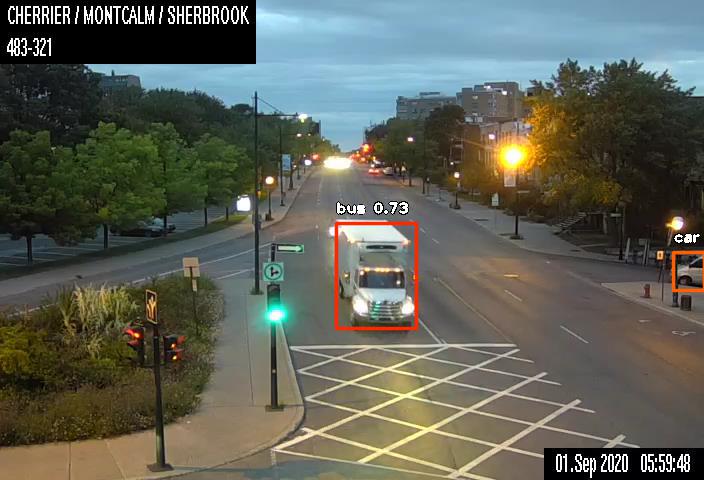 CHERRIER / MONTCALM / SHERBROOK
483-321
bus 0.73
car
01.Sep 2020 05:59:48